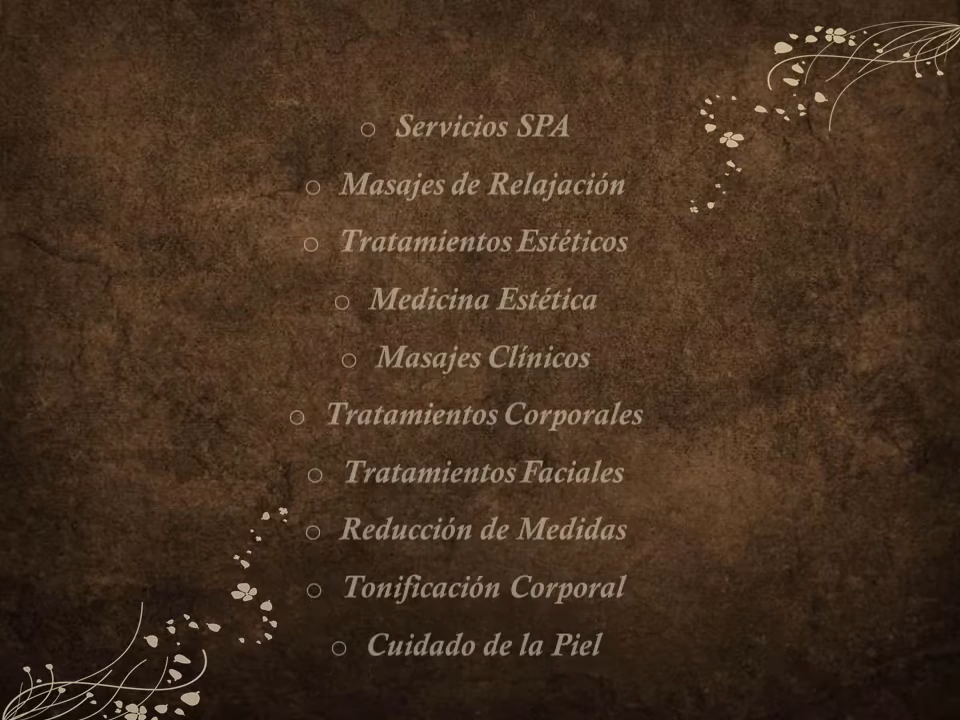 o Servicios SPA
o Masajes de Relajación
o Tratamientos Estéticos
o Medicina Estética
o Masajes Clínicos
o Tratamientos Corporales
o Tratamientos Faciales
o Reducción de Medidas
o Tonificación Corporal
o Cuidado de la Piel